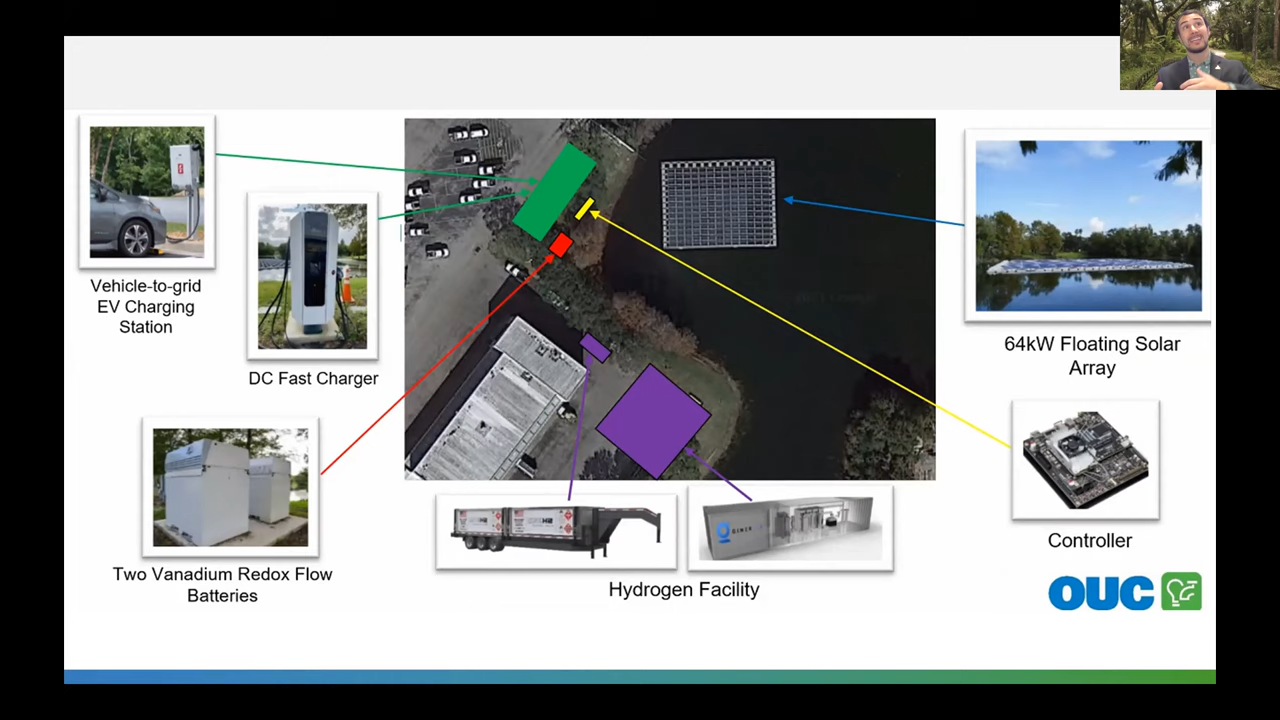 Vehicle-to-grid
EV Charging
Station
DC Fast Charger
Two Vanadium Redox Flow
Batteries
Hydrogen Facility
64kW Floating Solar
Array
Controller
OUC